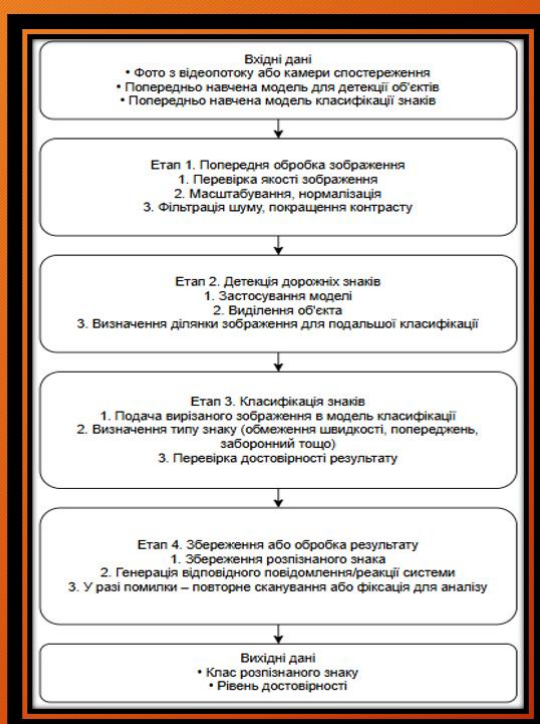 Вхідні дані
• Фото з відеопотоку або камери спостереження
• Попередньо навчена модель для детекції об'єктів
• Попередньо навчена модель класифікації знаків
Етап 1. Попередня обробка зображення
1. Перевірка якості зображення
2. Масштабування, нормалізація
3. Фільтрація шуму, покращення контрасту
Етап 2. Детекція дорожніх знаків
1. Застосування моделі
2. Виділення об'єкта
3. Визначення ділянки зображення для подальшої класифікації
Етап 3. Класифікація знаків
1. Подача вирізаного зображення в модель класифікації
2. Визначення типу знаку (обмеження швидкості, попереджень,
заборонний тощо)
3. Перевірка достовірності результату
Етап 4. Збереження або обробка результату
1. Збереження розпізнаного знака
2. Генерація відповідного повідомлення/реакції системи
3. У разі помилки – повторне сканування або фіксація для аналізу
Вихідні дані
• Клас розпізнаного знаку
• Рівень достовірності